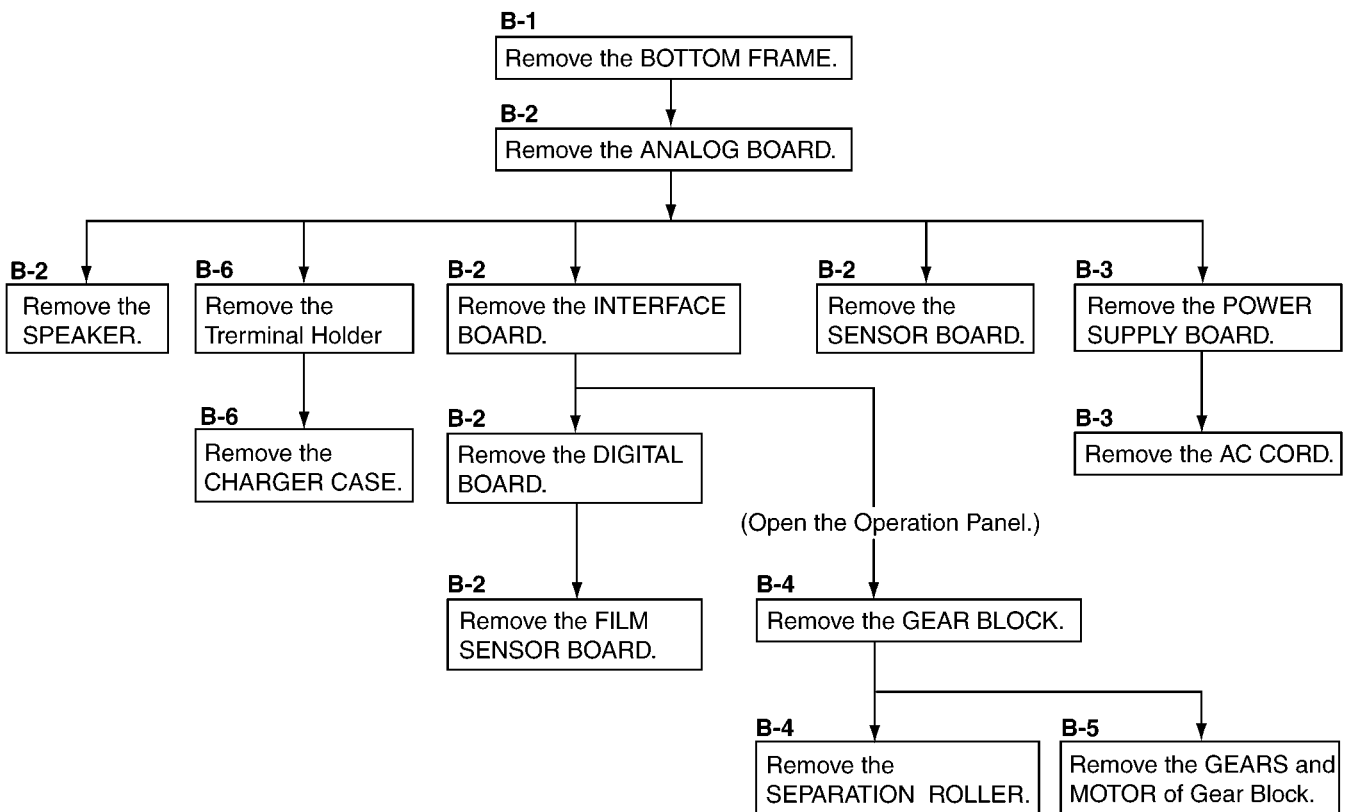 B-1
Remove the BOTTOM FRAME.
B-2
Remove the ANALOG BOARD.
B-2
Remove the
SPEAKER.
B-6
Remove the
Trerminal Holder
B-2
Remove the INTERFACE
BOARD.
B-2
Remove the
SENSOR BOARD.
B-3
Remove the POWER
SUPPLY BOARD.
B-6
Remove the
CHARGER CASE.
B-2
Remove the DIGITAL
BOARD.
B-3
Remove the AC CORD.
(Open the Operation Panel.)
B-2
Remove the FILM
SENSOR BOARD.
B-4
Remove the GEAR BLOCK.
B-4
Remove the
SEPARATION ROLLER.
B-5
Remove the GEARS and
MOTOR of Gear Block.